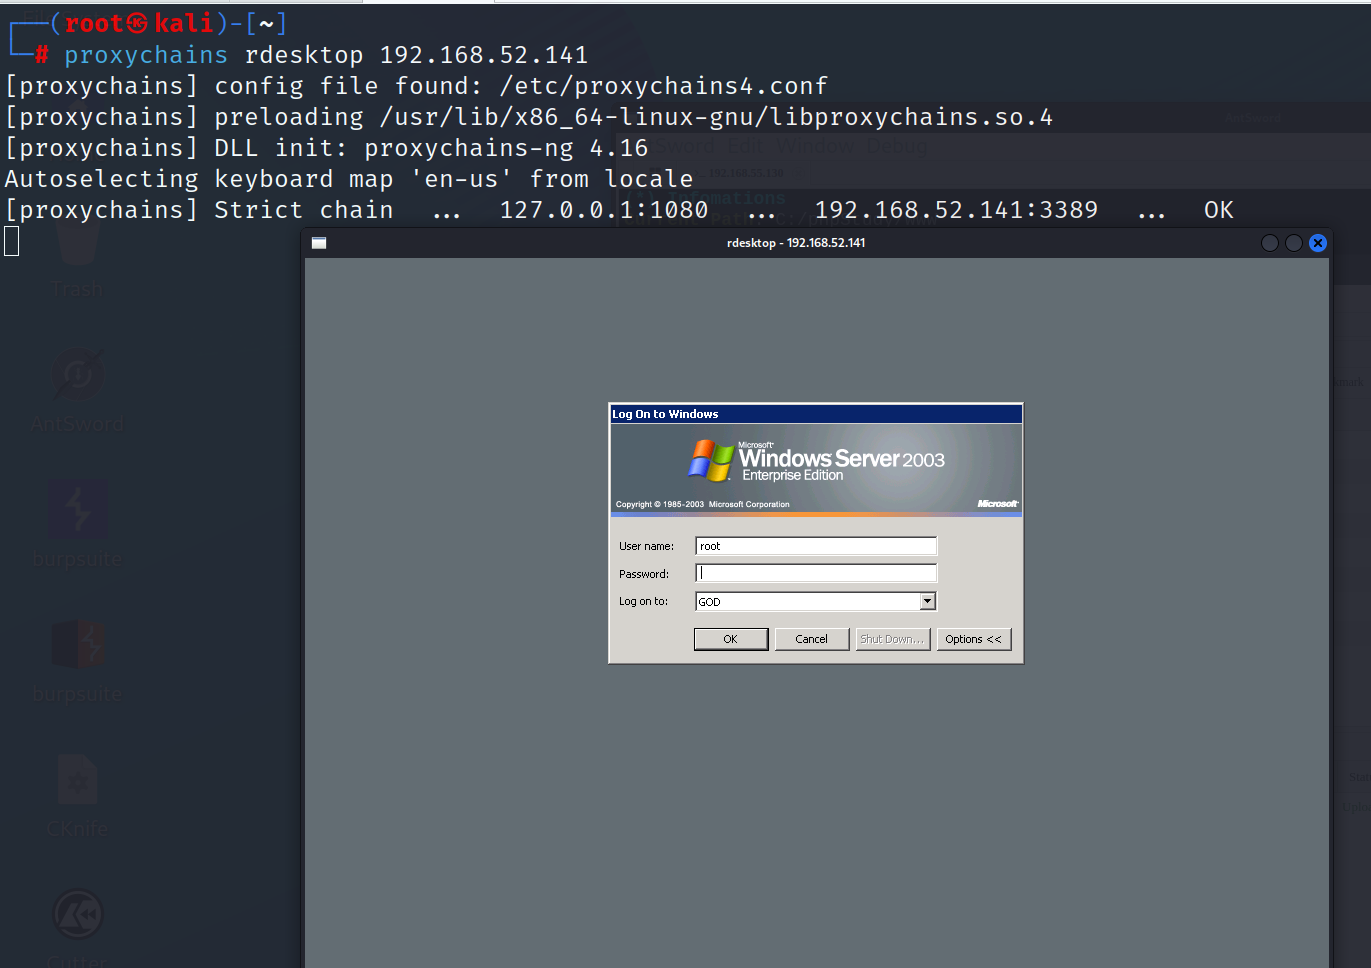 (root㉿kali)-[~]
# proxychains rdesktop 192.168.52.141
[proxychains] config file found: /etc/proxychains4.conf
[proxychains] preloading /usr/lib/x86_64-linux-gnu/libproxychains.so.4
[proxychains] DLL init: proxychains-ng 4.16
Autoselecting keyboard map 'en-us' from locale
[proxychains] Strict chain ... 127.0.0.1:1080 ... 192.168.52.141:3389 ... OK
AntSword
Edit Window Debug
rdesktop - 192.168.52.141
Trash
AntSword
burpsuite
burpsuite
CKnife
Cutter
Log On to Windows
Microsoft
Windows Server 2003
Enterprise Edition
Copyright © 1985-2003 Microsoft Corporation
Microsoft
User name: root
Password:
Log on to: GOD
OK Cancel Shut Down... Options <<